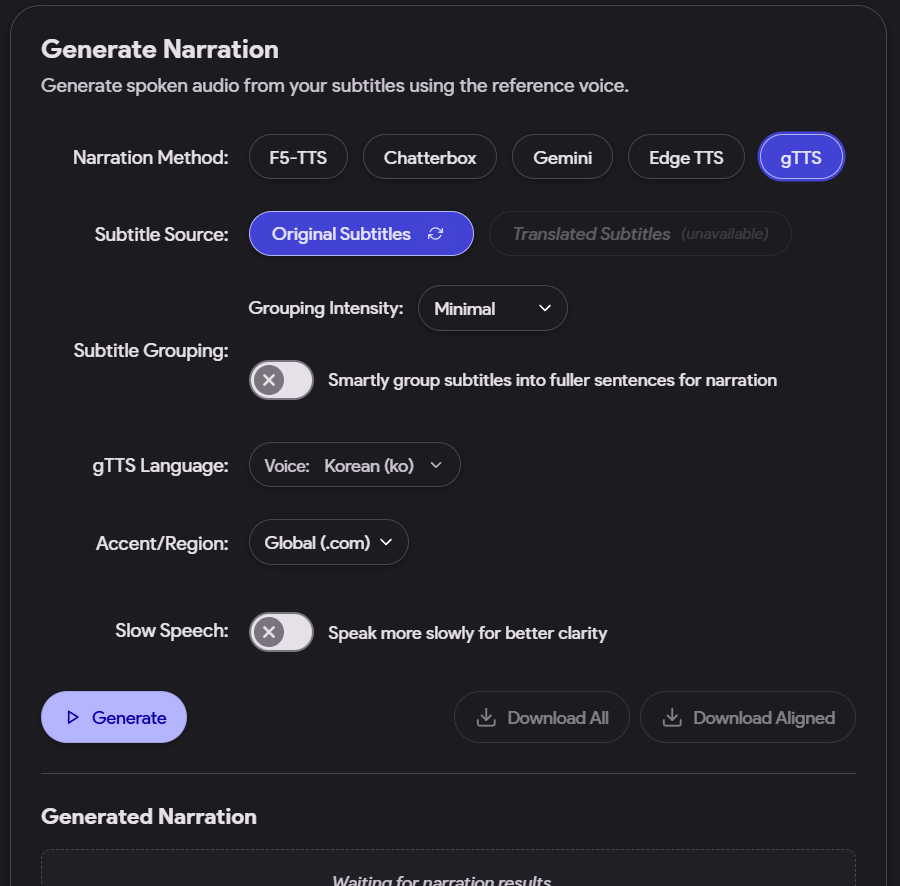 Generate Narration
Generate spoken audio from your subtitles using the reference voice.
Narration Method: F5-TTS Chatterbox Gemini Edge TTS gTTS
Subtitle Source: Original Subtitles Translated Subtitles (unavailable)
Grouping Intensity: Minimal
Subtitle Grouping:
Smartly group subtitles into fuller sentences for narration
gTTS Language: Voice: Korean (ko)
Accent/Region: Global (.com)
Slow Speech: Speak more slowly for better clarity
Generate Download All Download Aligned
Generated Narration
Waiting for narration results